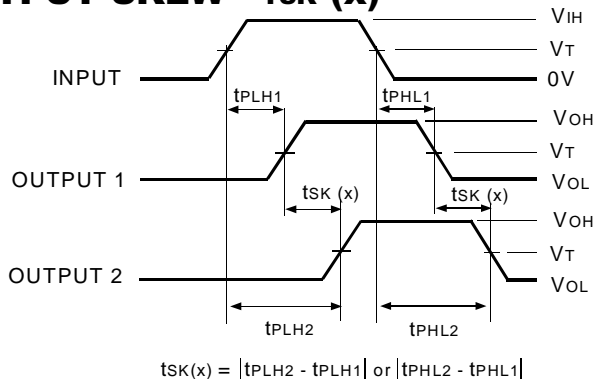 SKEW - tSK (x)
VIH
VT
INPUT
0V
tPLH1
tPHL1
VOH
VT
OUTPUT 1
VOL
tSK (x)
tSK (x)
VOH
VT
OUTPUT 2
VOL
tPLH2
tPHL2
tSK(x) = |tPLH2 - tPLH1| or |tPHL2 - tPHL1|